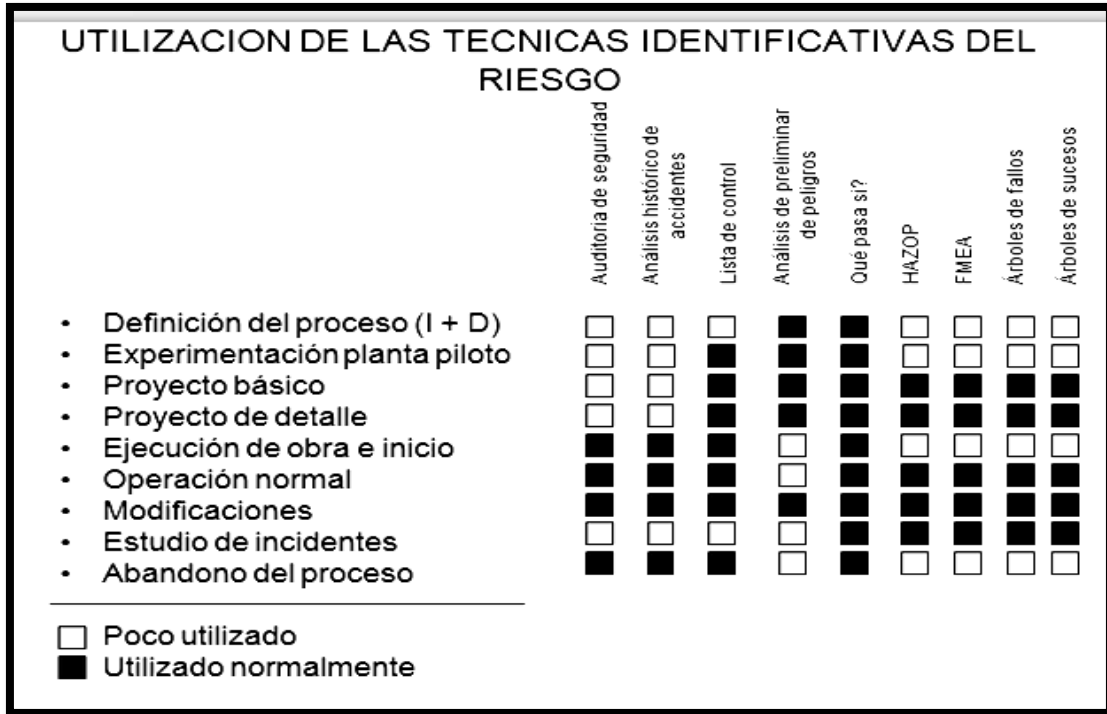 UTILIZACION DE LAS TECNICAS IDENTIFICATIVAS DEL
RIESGO
Auditoria de seguridad
Análisis histórico de
accidentes
Lista de control
Análisis de preliminar
de peligros
Qué pasa si?
HAZOP
FMEA
Árboles de fallos
Árboles de sucesos
• Definición del proceso (I + D)
• Experimentación planta piloto
• Proyecto básico
• Proyecto de detalle
• Ejecución de obra e inicio
• Operación normal
• Modificaciones
• Estudio de incidentes
• Abandono del proceso
Poco utilizado
Utilizado normalmente